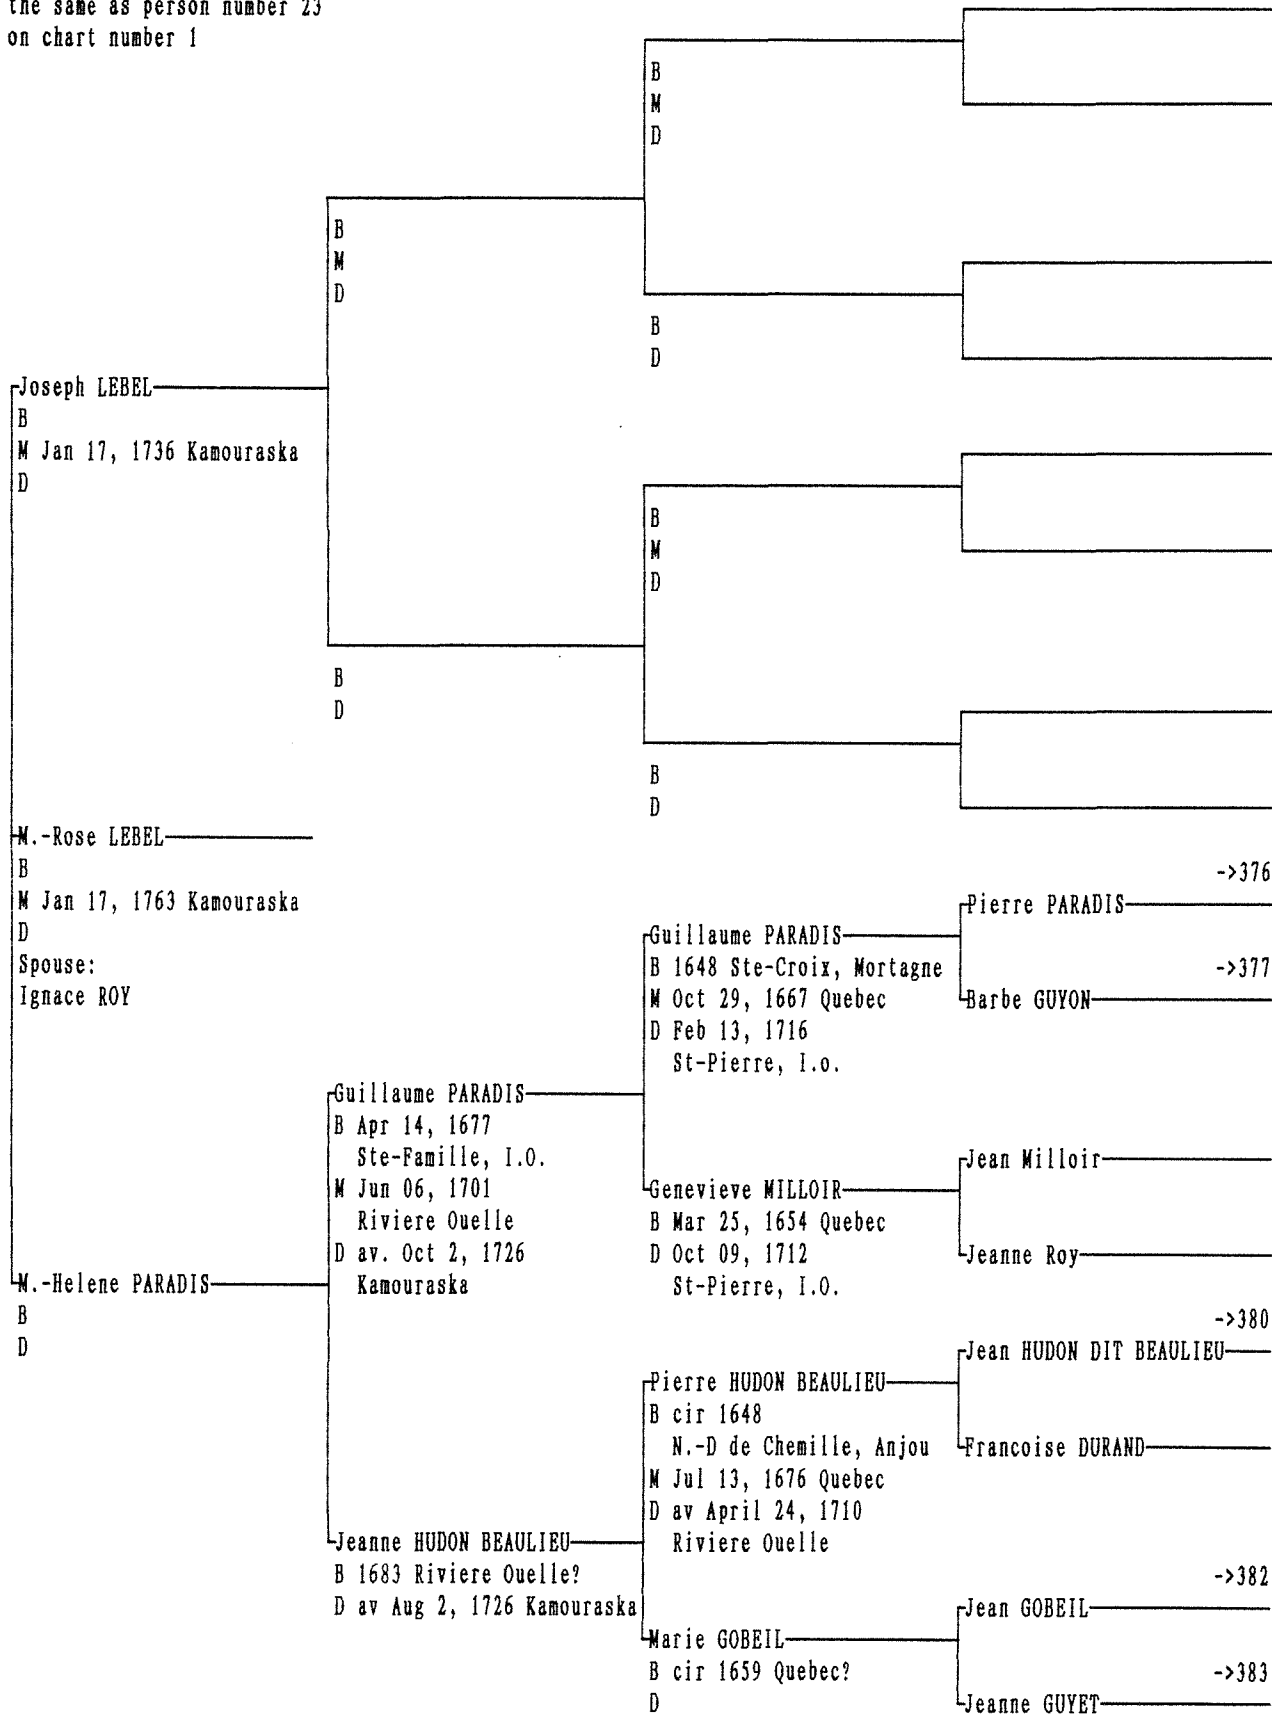 the same as person number 23
on chart number 1
B
M
D
B
M
D
B
D
Joseph LEBEL
B
M Jan 17, 1736 Kamouraska
D
B
M
D
B
D
B
D
M.-Rose LEBEL
B
M Jan 17, 1763 Kamouraska
D
Spouse:
Ignace ROY
->376
Pierre PARADIS
Guillaume PARADIS
B 1648 Ste-Croix, Mortagne
M Oct 29, 1667 Quebec
D Feb 13, 1716
St-Pierre, I.o.
->377
Barbe GUYON
Guillaume PARADIS
B Apr 14, 1677
Ste-Famille, I.O.
M Jun 06, 1701
Riviere Ouelle
D av. Oct 2, 1726
Kamouraska
Jean Milloir
Genevieve MILLOIR
B Mar 25, 1654 Quebec
D Oct 09, 1712
St-Pierre, I.O.
Jeanne Roy
M.-Helene PARADIS
B
D
->380
Jean HUDON DIT BEAULIEU
Pierre HUDON BEAULIEU
B cir 1648
N.-D de Chemille, Anjou
M Jul 13, 1676 Quebec
D av April 24, 1710
Riviere Ouelle
Francoise DURAND
Jeanne HUDON BEAULIEU
B 1683 Riviere Ouelle?
D av Aug 2, 1726 Kamouraska
->382
Jean GOBEIL
Marie GOBEIL
B cir 1659 Quebec?
D
->383
Jeanne GUYET